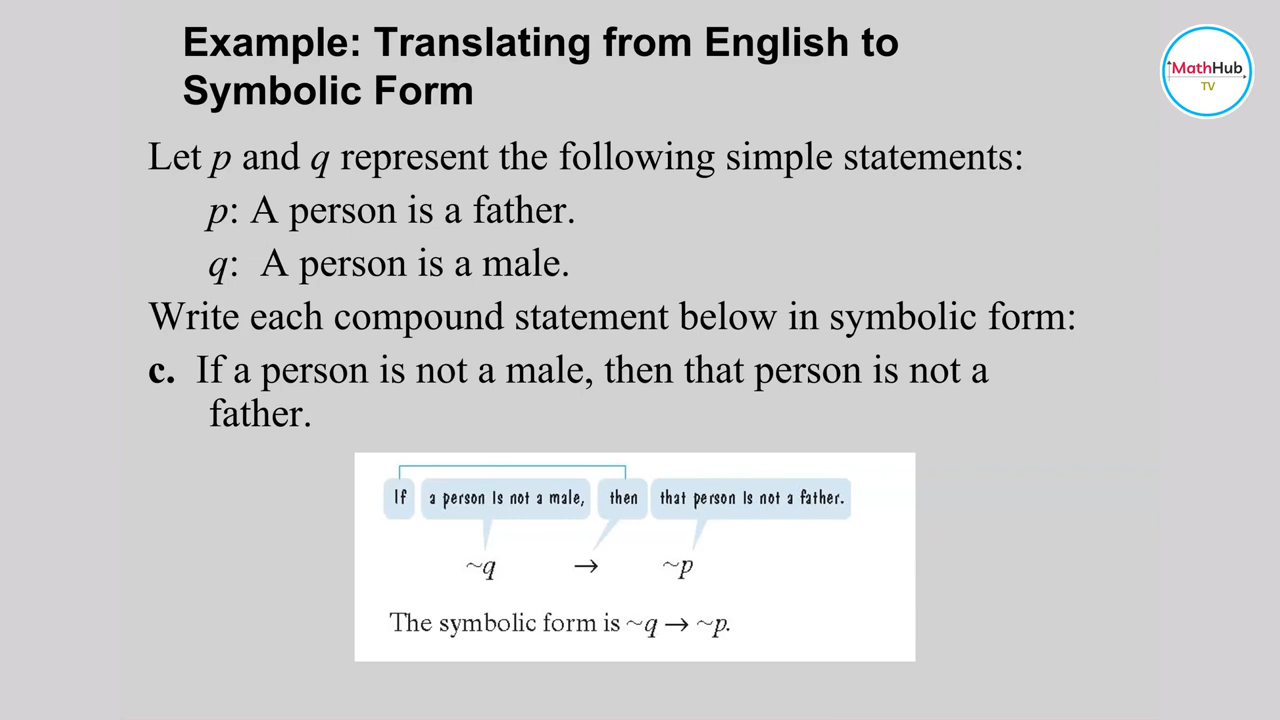 Example: Translating from English to
Symbolic Form
MathHub
TV
Let p and q represent the following simple statements:
p: A person is a father.
q: A person is a male.
Write each compound statement below in symbolic form:
c. If a person is not a male, then that person is not a
father.
If a person is not a male, then that person is not a father.
~q → ~p
The symbolic form is ~q → ~p.